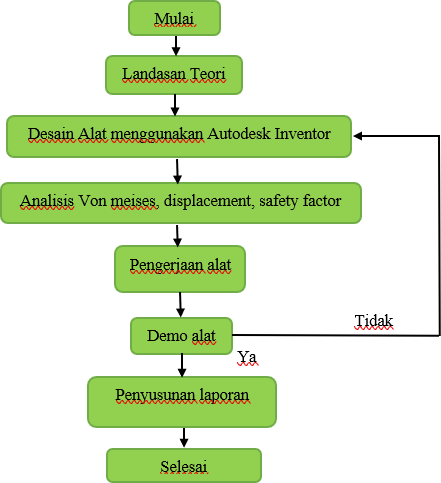 Mulai
Landasan Teori
Desain Alat menggunakan Autodesk Inventor
Analisis Von meises, displacement, safety factor
Pengerjaan alat
Demo alat
Tidak
Ya
Penyusunan laporan
Selesai